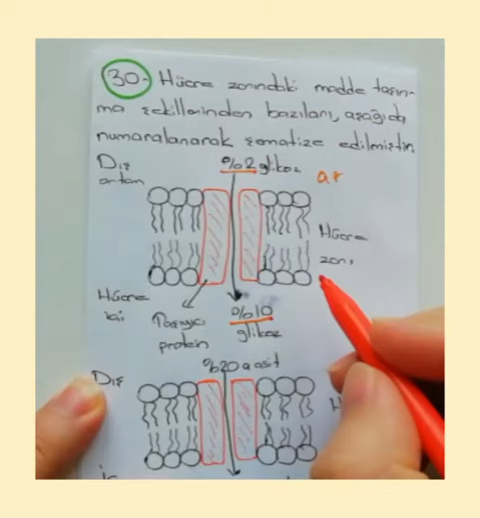 30- Hücre zarındaki madde taşın-
ma şekillerinden bazıları, aşağıda
numaralanarak şematize edilmiştir.
Dış
ortam
%2 glikoz
Hücre
zarı
Hücre
içi
Taşıyıcı
protein
%10
glikoz
%20 a.asit
Dış
H
İç